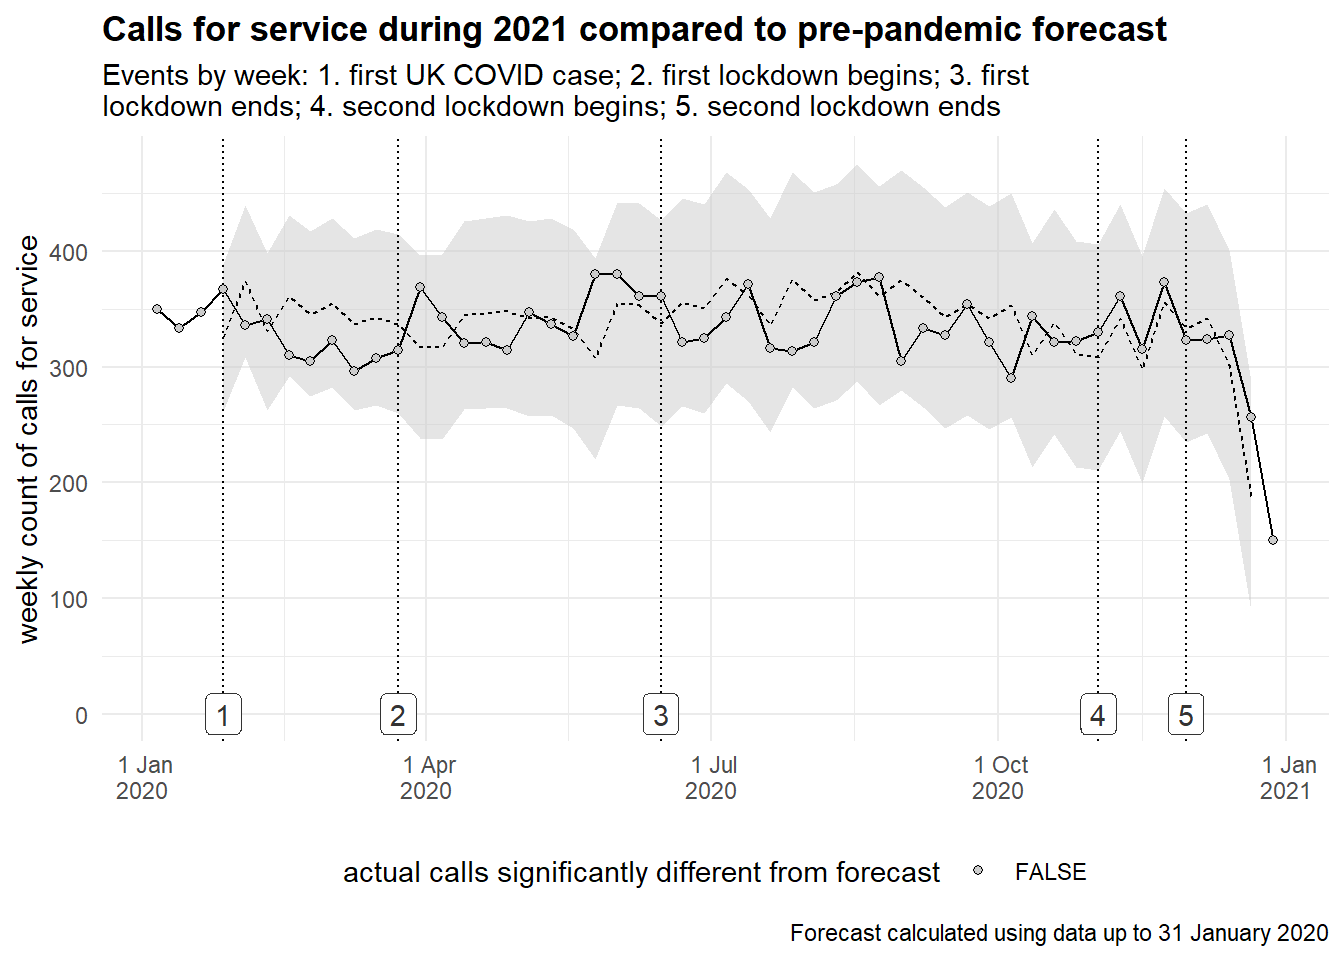 Calls for service during 2021 compared to pre-pandemic forecast
Events by week: 1. first UK COVID case; 2. first lockdown begins; 3. first
lockdown ends; 4. second lockdown begins; 5. second lockdown ends
weekly count of calls for service
400
300
200
100
0
1
2
3
4
5
1 Jan
2020
1 Apr
2020
1 Jul
2020
1 Oct
2020
1 Jan
2021
actual calls significantly different from forecast
FALSE
Forecast calculated using data up to 31 January 2020